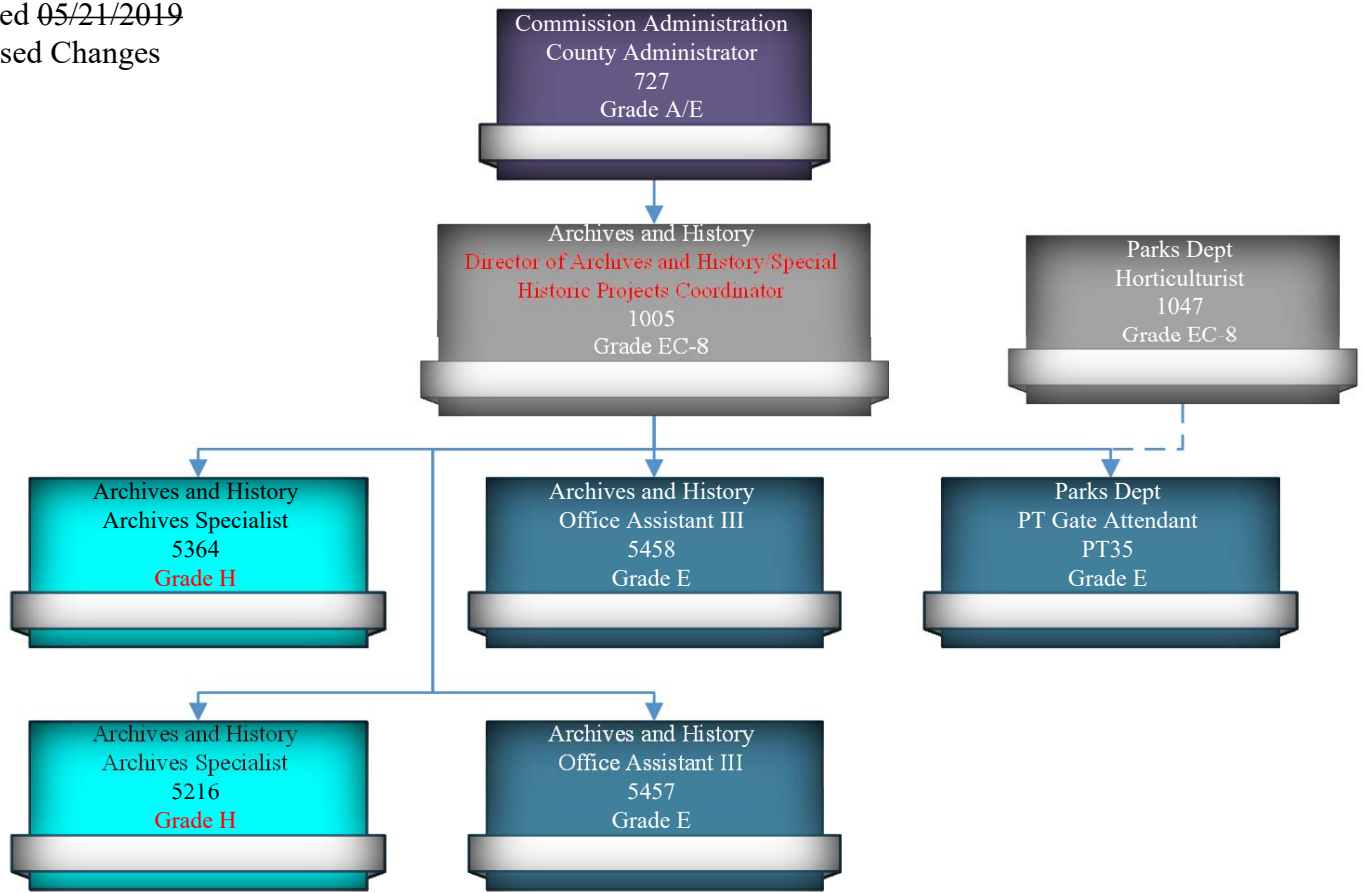 ed 05/21/2019
sed Changes
Commission Administration
County Administrator
727
Grade A/E
Archives and History
Director of Archives and History/Special
Historic Projects Coordinator
1005
Grade EC-8
Parks Dept
Horticulturist
1047
Grade EC-8
Archives and History
Archives Specialist
5364
Grade H
Archives and History
Office Assistant III
5458
Grade E
Parks Dept
PT Gate Attendant
PT35
Grade E
Archives and History
Archives Specialist
5216
Grade H
Archives and History
Office Assistant III
5457
Grade E